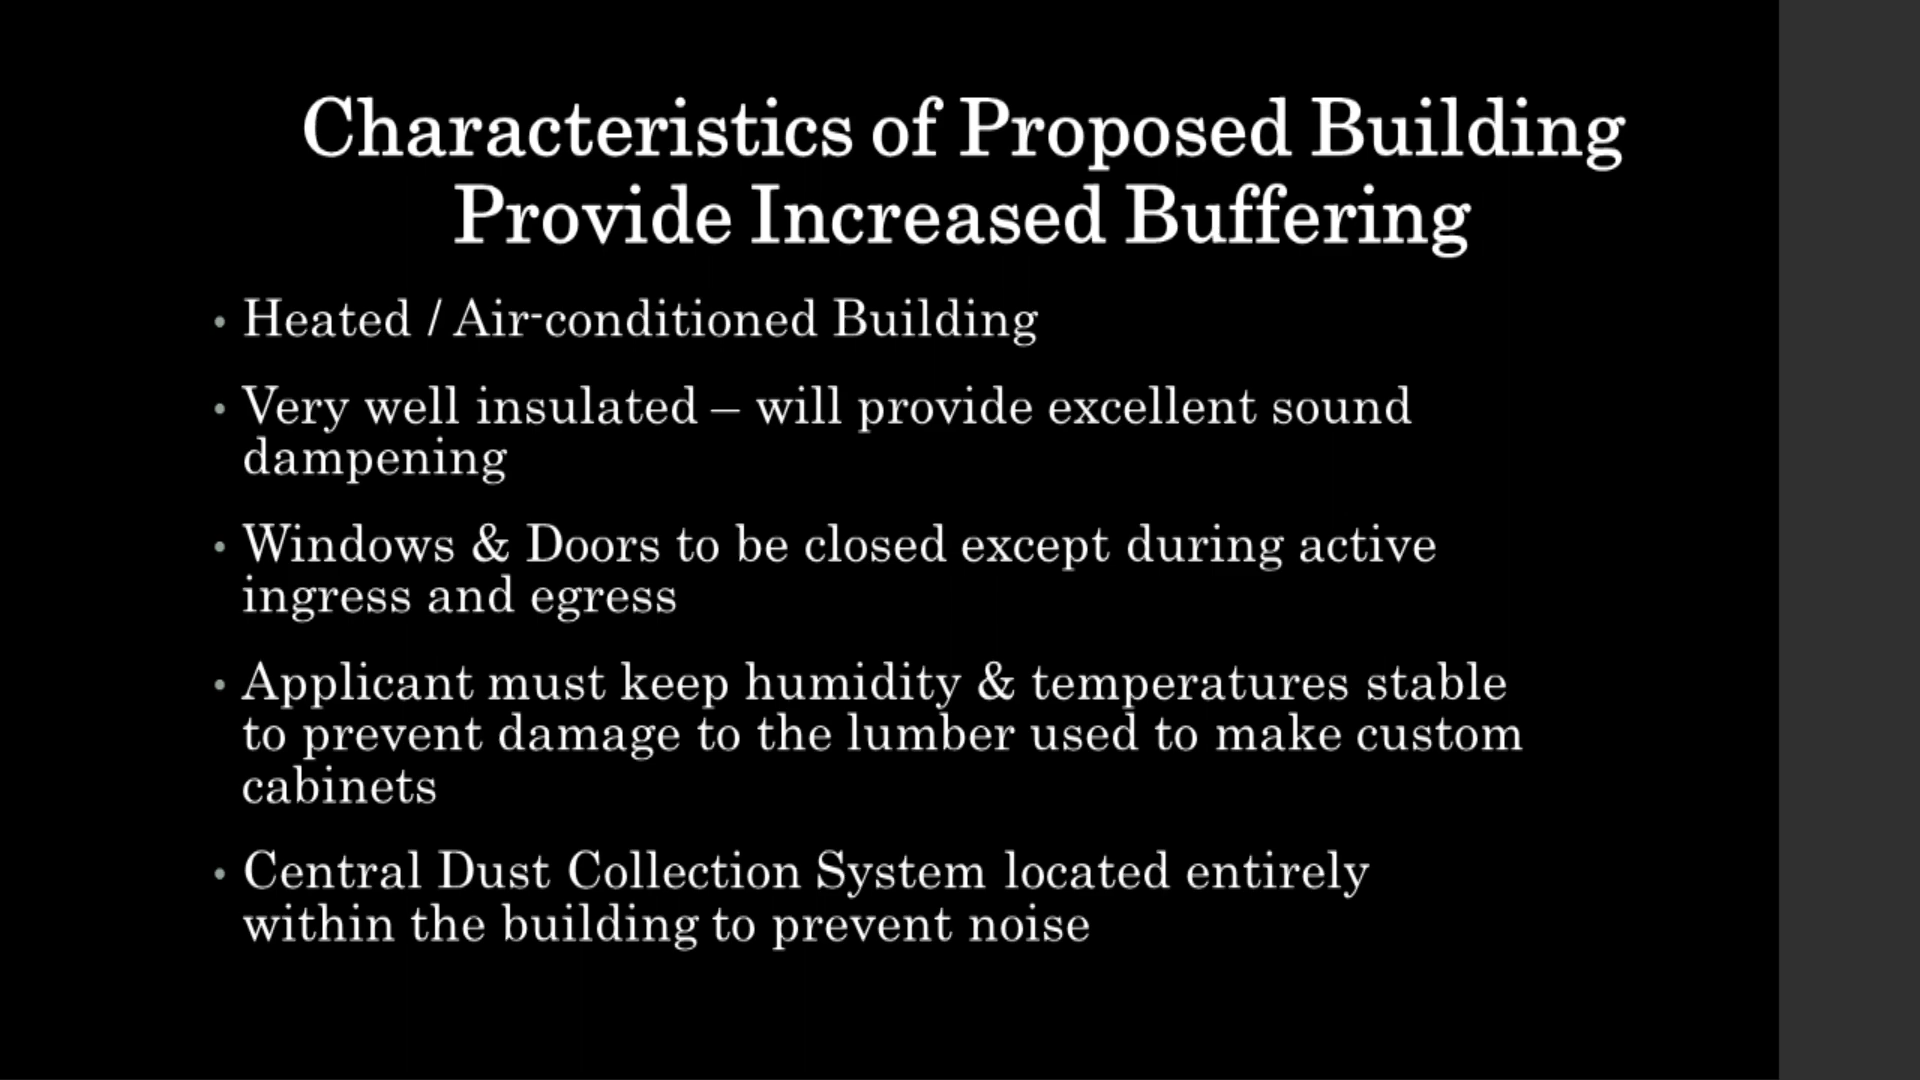 Characteristics of Proposed Building
Provide Increased Buffering
• Heated / Air-conditioned Building
• Very well insulated – will provide excellent sound
dampening
• Windows & Doors to be closed except during active
ingress and egress
• Applicant must keep humidity & temperatures stable
to prevent damage to the lumber used to make custom
cabinets
• Central Dust Collection System located entirely
within the building to prevent noise